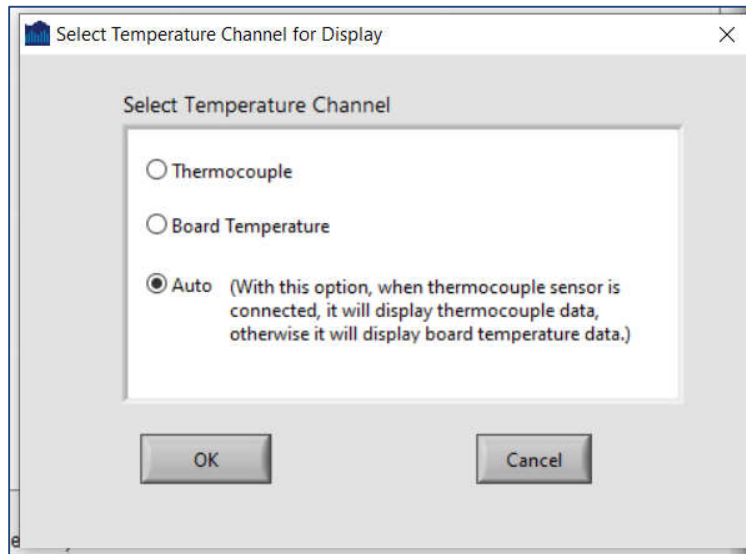 Select Temperature Channel for Display
Select Temperature Channel
Thermocouple
Board Temperature
Auto (With this option, when thermocouple sensor is
connected, it will display thermocouple data,
otherwise it will display board temperature data.)
OK Cancel